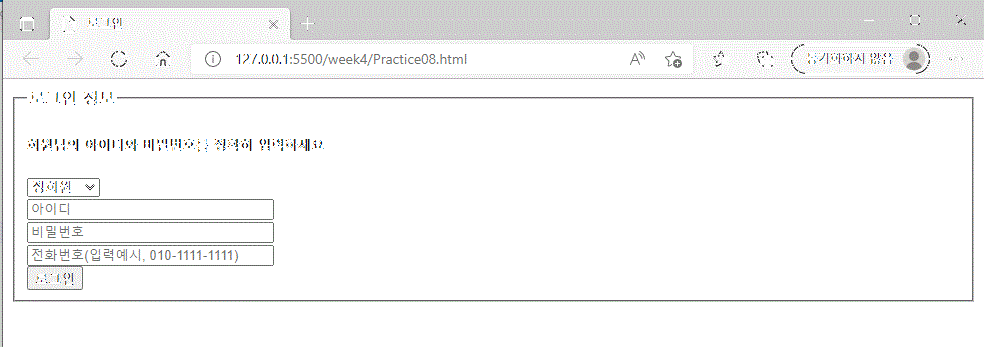 로그인
127.0.0.1:5500/week4/Practice08.html
동기화하지 않음
로그인 정보
회원님의 아이디와 비밀번호를 정확히 입력하세요
정회원
아이디
비밀번호
전화번호(입력예시, 010-1111-1111)
로그인